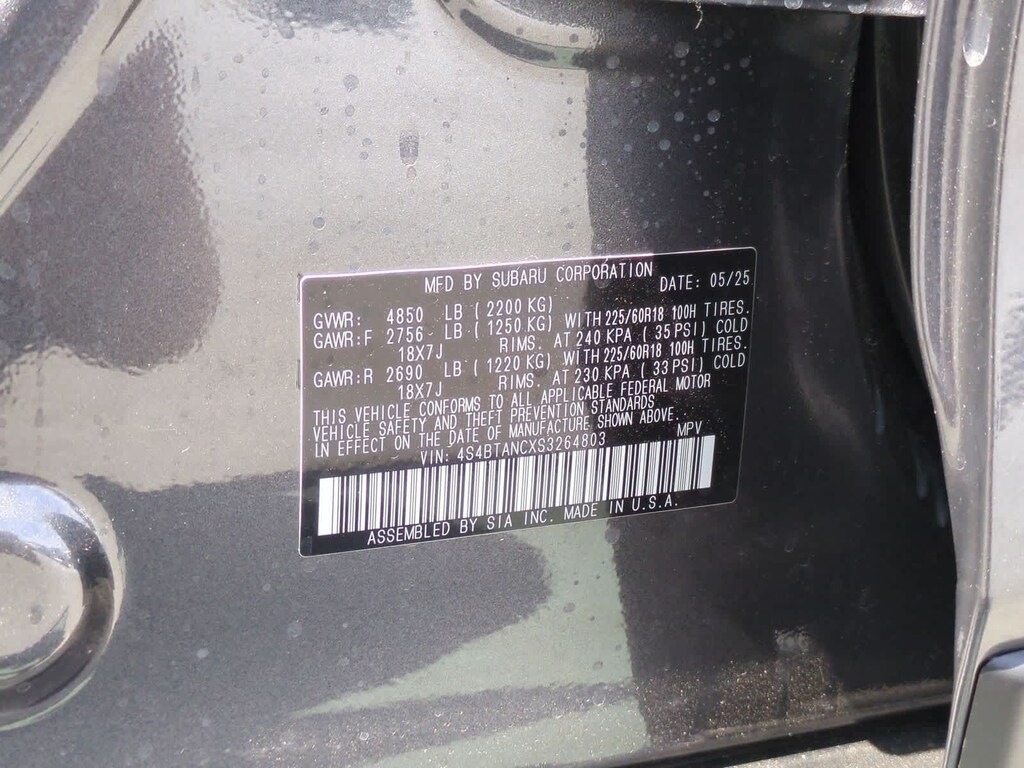 MFD BY SUBARU CORPORATION DATE: 05/25
GVWR: 4850 LB ( 2200 KG)
GAWR:F 2756 LB ( 1250 KG) WITH 225/60R18 100H TIRES.
18X7J RIMS. AT 240 KPA ( 35 PSI) COLD
GAWR:R 2690 LB ( 1220 KG) WITH 225/60R18 100H TIRES.
18X7J RIMS. AT 230 KPA ( 33 PSI) COLD
THIS VEHICLE CONFORMS TO ALL APPLICABLE FEDERAL MOTOR
VEHICLE SAFETY AND THEFT PREVENTION STANDARDS
IN EFFECT ON THE DATE OF MANUFACTURE SHOWN ABOVE.
VIN: 4S4BTANCXS3264803 MPV
ASSEMBLED BY SIA INC. MADE IN U.S.A.